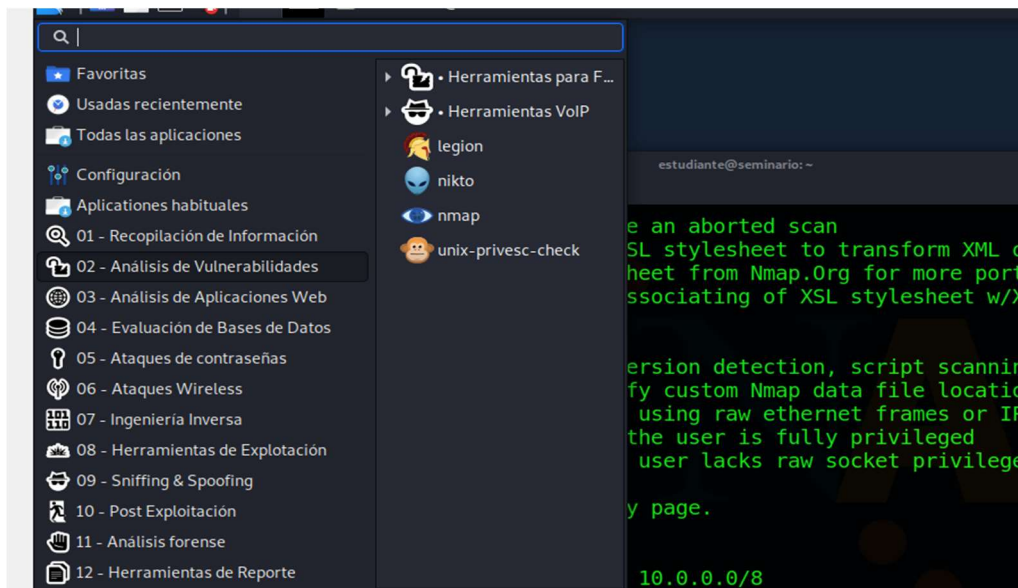 Favoritas
Usadas recientemente
Todas las aplicaciones
Configuración
Aplicationes habituales
01 - Recopilación de Información
02 - Análisis de Vulnerabilidades
03 - Análisis de Aplicaciones Web
04 - Evaluación de Bases de Datos
05 - Ataques de contraseñas
06 - Ataques Wireless
07 - Ingeniería Inversa
08 - Herramientas de Explotación
09 - Sniffing & Spoofing
10 - Post Explotación
11 - Análisis forense
12 - Herramientas de Reporte
• Herramientas para F...
• Herramientas VoIP
legion
nikto
nmap
unix-privesc-check
estudiante@seminario: ~
e an aborted scan
SL stylesheet to transform XML
heet from Nmap.Org for more port
ssociating of XSL stylesheet w/X
ersion detection, script scannin
fy custom Nmap data file locatio
using raw ethernet frames or IP
the user is fully privileged
user lacks raw socket privilege
y page.
10.0.0.0/8